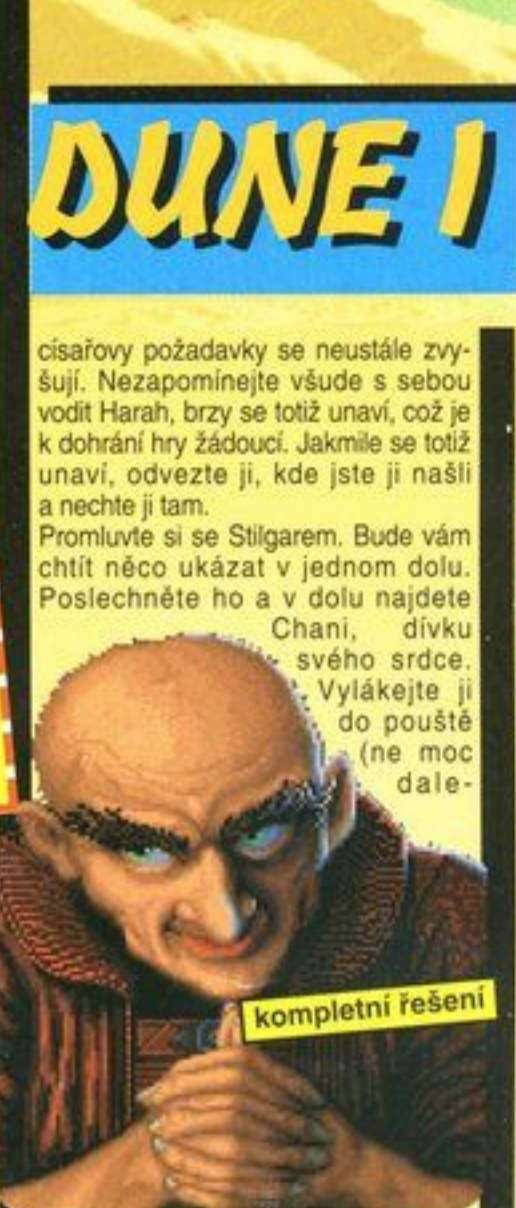 DUNE I
císařovy požadavky se neustále zvy-
šují. Nezapomínejte všude s sebou
vodit Harah, brzy se totiž unaví, což je
k dohrání hry žádoucí. Jakmile se totiž
unaví, odvezte ji, kde jste ji našli
a nechte ji tam.
Promluvte si se Stilgarem. Bude vám
chtít něco ukázat v jednom dolu.
Poslechněte ho a v dolu najdete
Chani, dívku
svého srdce.
Vylákejte ji
do pouště
(ne moc
dale-
kompletní řešení